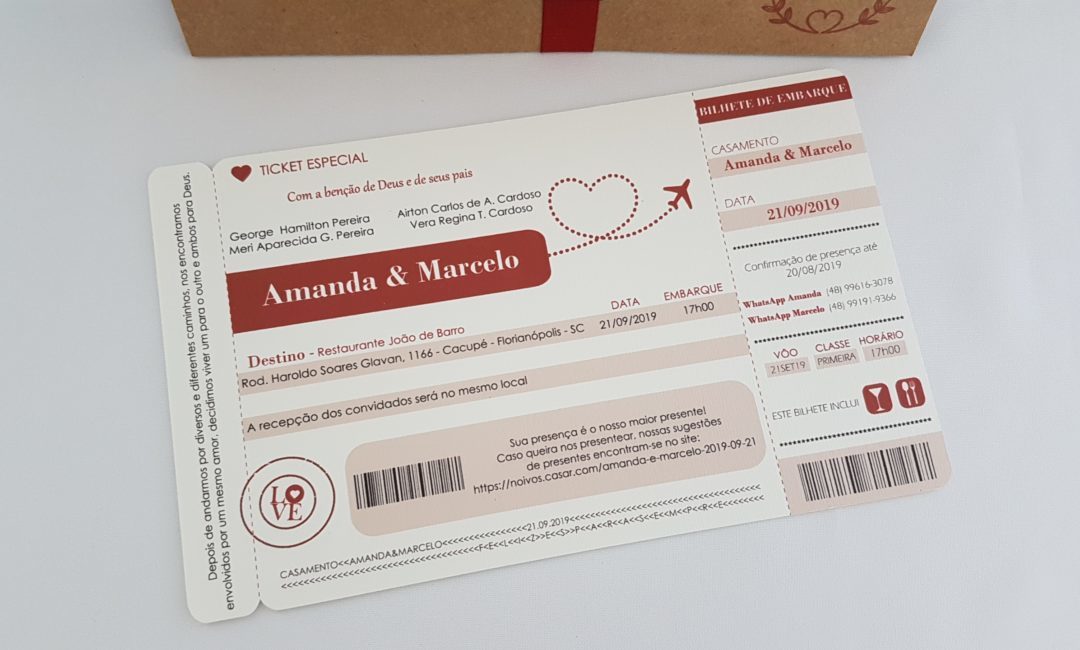 Depois de andarmos por diversos e diferentes caminhos, nos encontramos
envolvidos por um mesmo amor, decidimos viver um para o outro e ambos para Deus.
TICKET ESPECIAL
Com a benção de Deus e de seus pais
George Hamilton Pereira
Meri Aparecida G. Pereira
Airton Carlos de A. Cardoso
Vera Regina T. Cardoso
Amanda & Marcelo
Destino - Restaurante João de Barro
Rod. Haroldo Soares Glavan, 1166 - Cacupé - Florianópolis - SC
DATA
21/09/2019
EMBARQUE
17h00
A recepção dos convidados será no mesmo local
LOVE
Sua presença é o nosso maior presente!
Caso queira nos presentear, nossas sugestões
de presentes encontram-se no site:
https://noivos.casar.com/amanda-e-marcelo-2019-09-21
CASAMENTO<<AMANDA&MARCELO<<<<<<<<<<<<<<<<21.09.2019<<<<<<<<<<<<<<<<<<<<<<<<<<<<<<<<<
<<<<<<<<<<<<<<<<<<<<<<<<<<<<<<<<<<<F<E<<L<I<<Z>>E<<S>>P<<A<<R<<A<<S<<E<<M<<P<<R<<E<<<<<<<<
BILHETE DE EMBARQUE
CASAMENTO
Amanda & Marcelo
DATA
21/09/2019
Confirmação de presença até
20/08/2019
WhatsApp Amanda (48) 99616-3078
WhatsApp Marcelo (48) 99191-9366
VÔO CLASSE HORÁRIO
21SET19 PRIMEIRA 17h00
ESTE BILHETE INCLUI